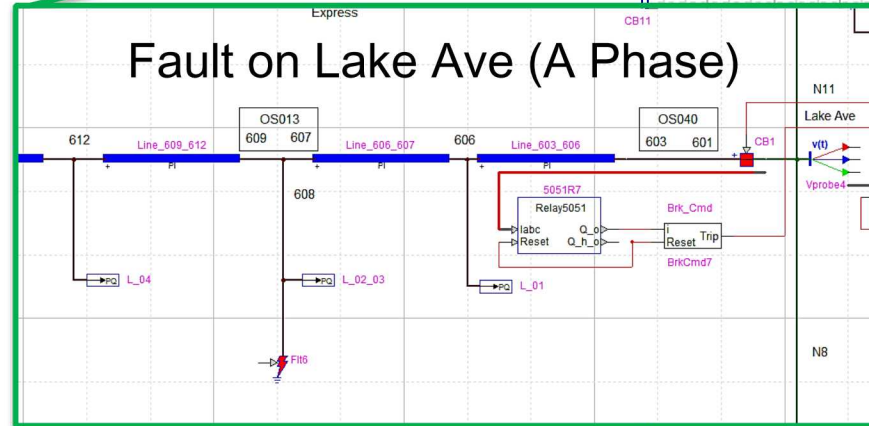 Express
CB11
Fault on Lake Ave (A Phase)
N11
Lake Ave
OS013
609 607
OS040
603 601
612
Line_609_612
Line_606_607
606
Line_603_606
CB1
v(t)
+
PI
+
PI
+
PI
+
Vprobe4
608
5051R7
Relay5051
Iabc
Q_o
Reset
Q_h_o
Brk_Cmd
i
Reset
Trip
BrkCmd7
PQ
L_04
PQ
L_02_03
PQ
L_01
Flt6
N8